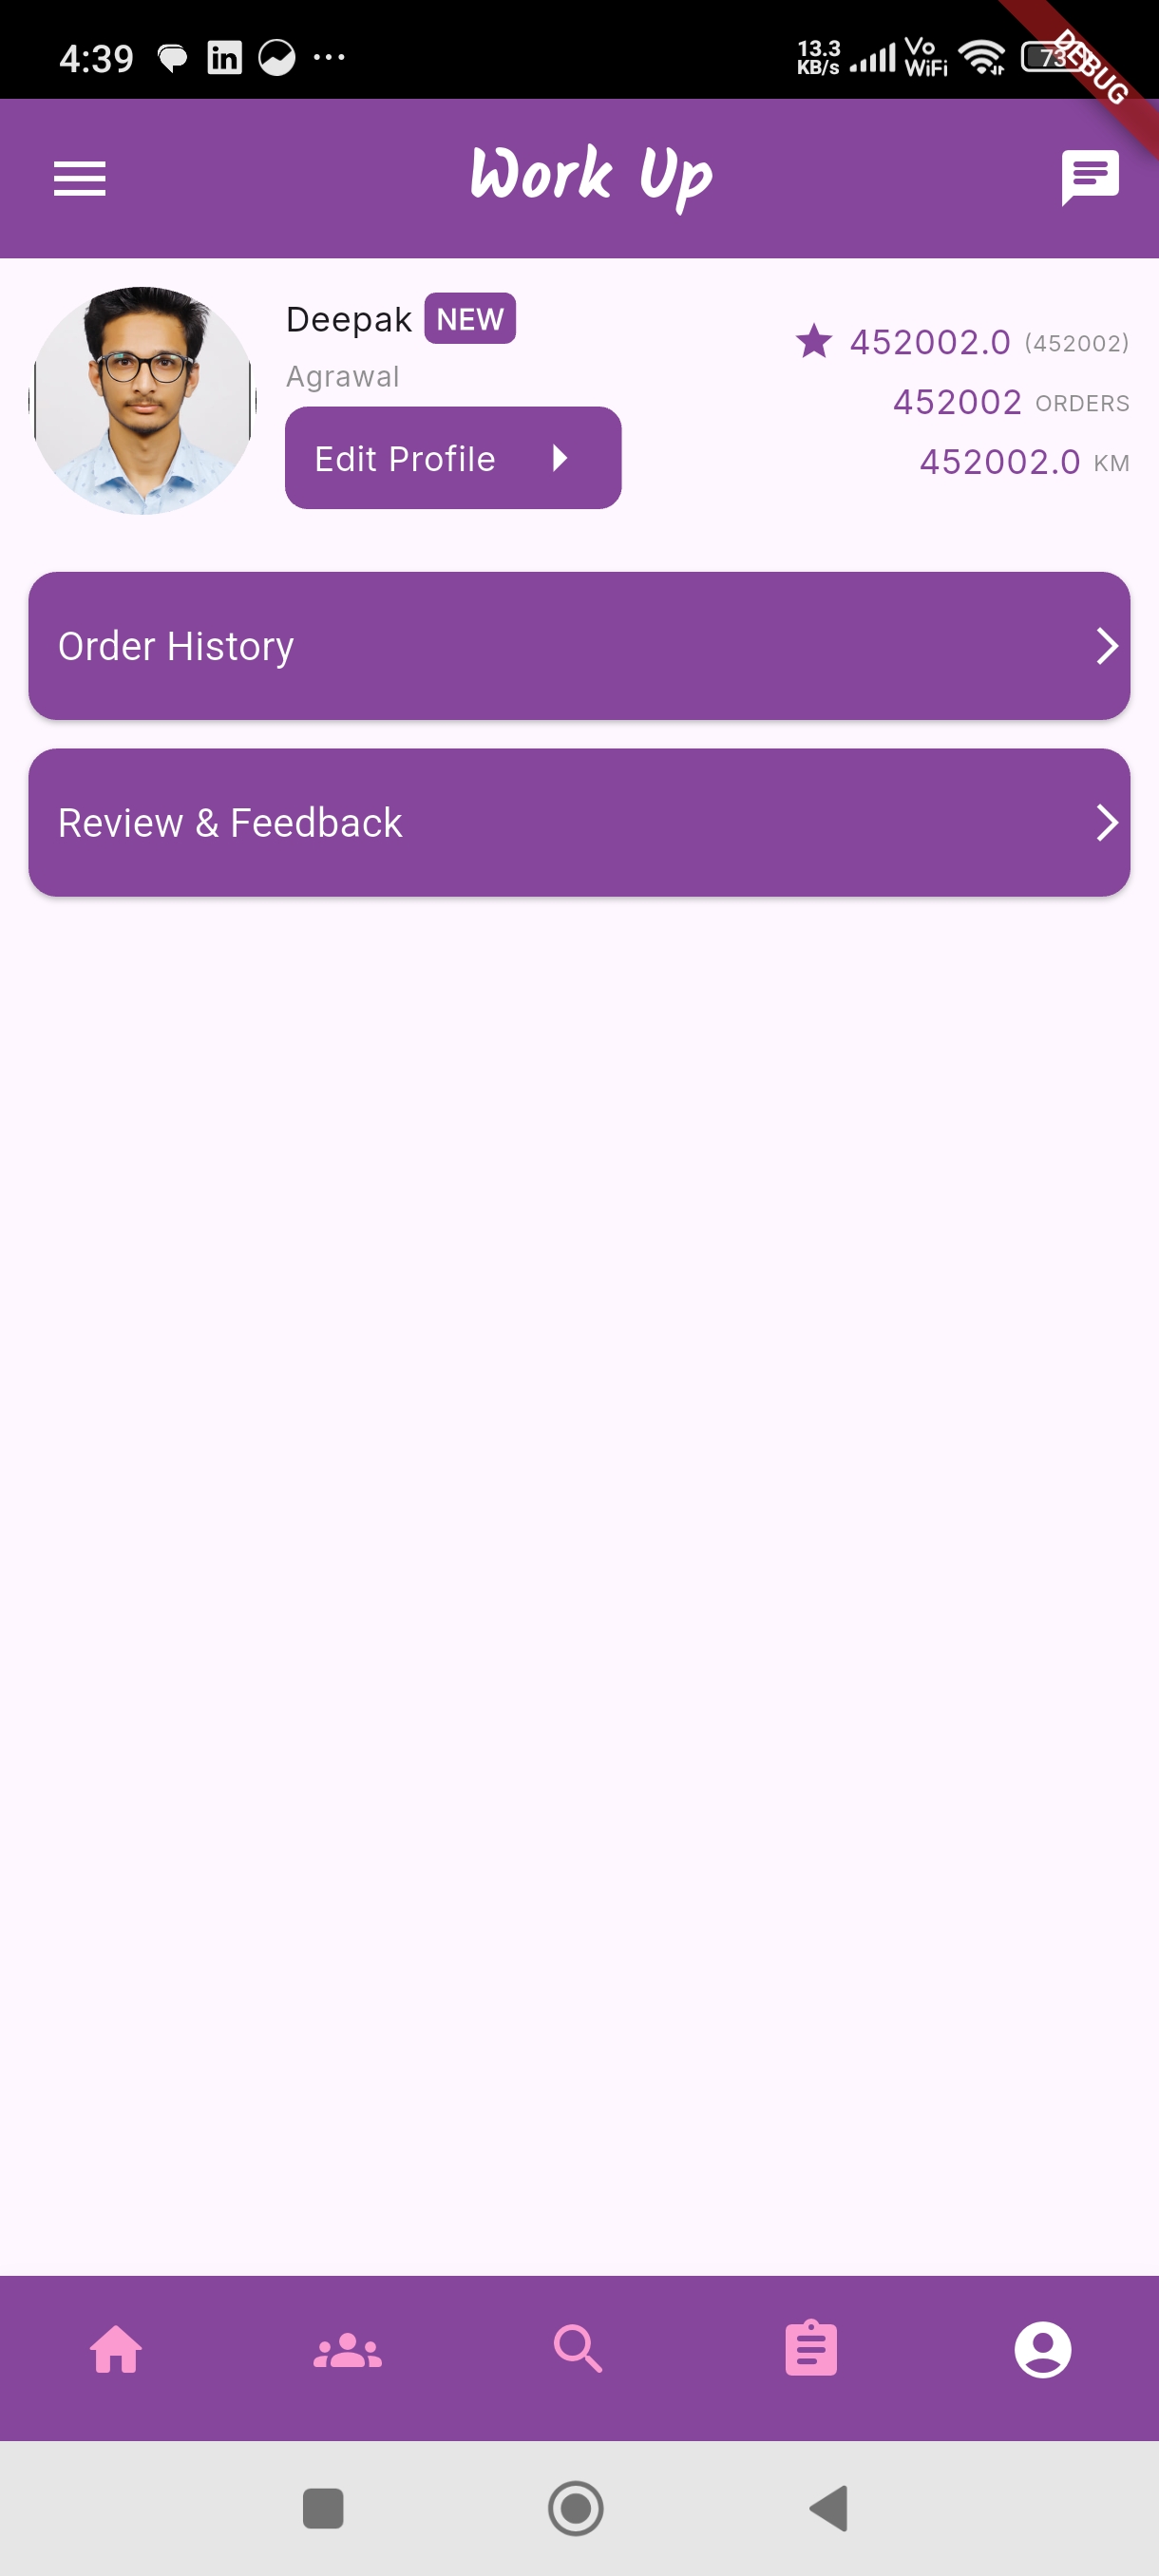 4:39 in ... 13.3 KB/s Vo WiFi 73 DEBUG
Work Up
Deepak NEW
Agrawal
Edit Profile
452002.0 (452002)
452002 ORDERS
452002.0 KM
Order History
Review & Feedback